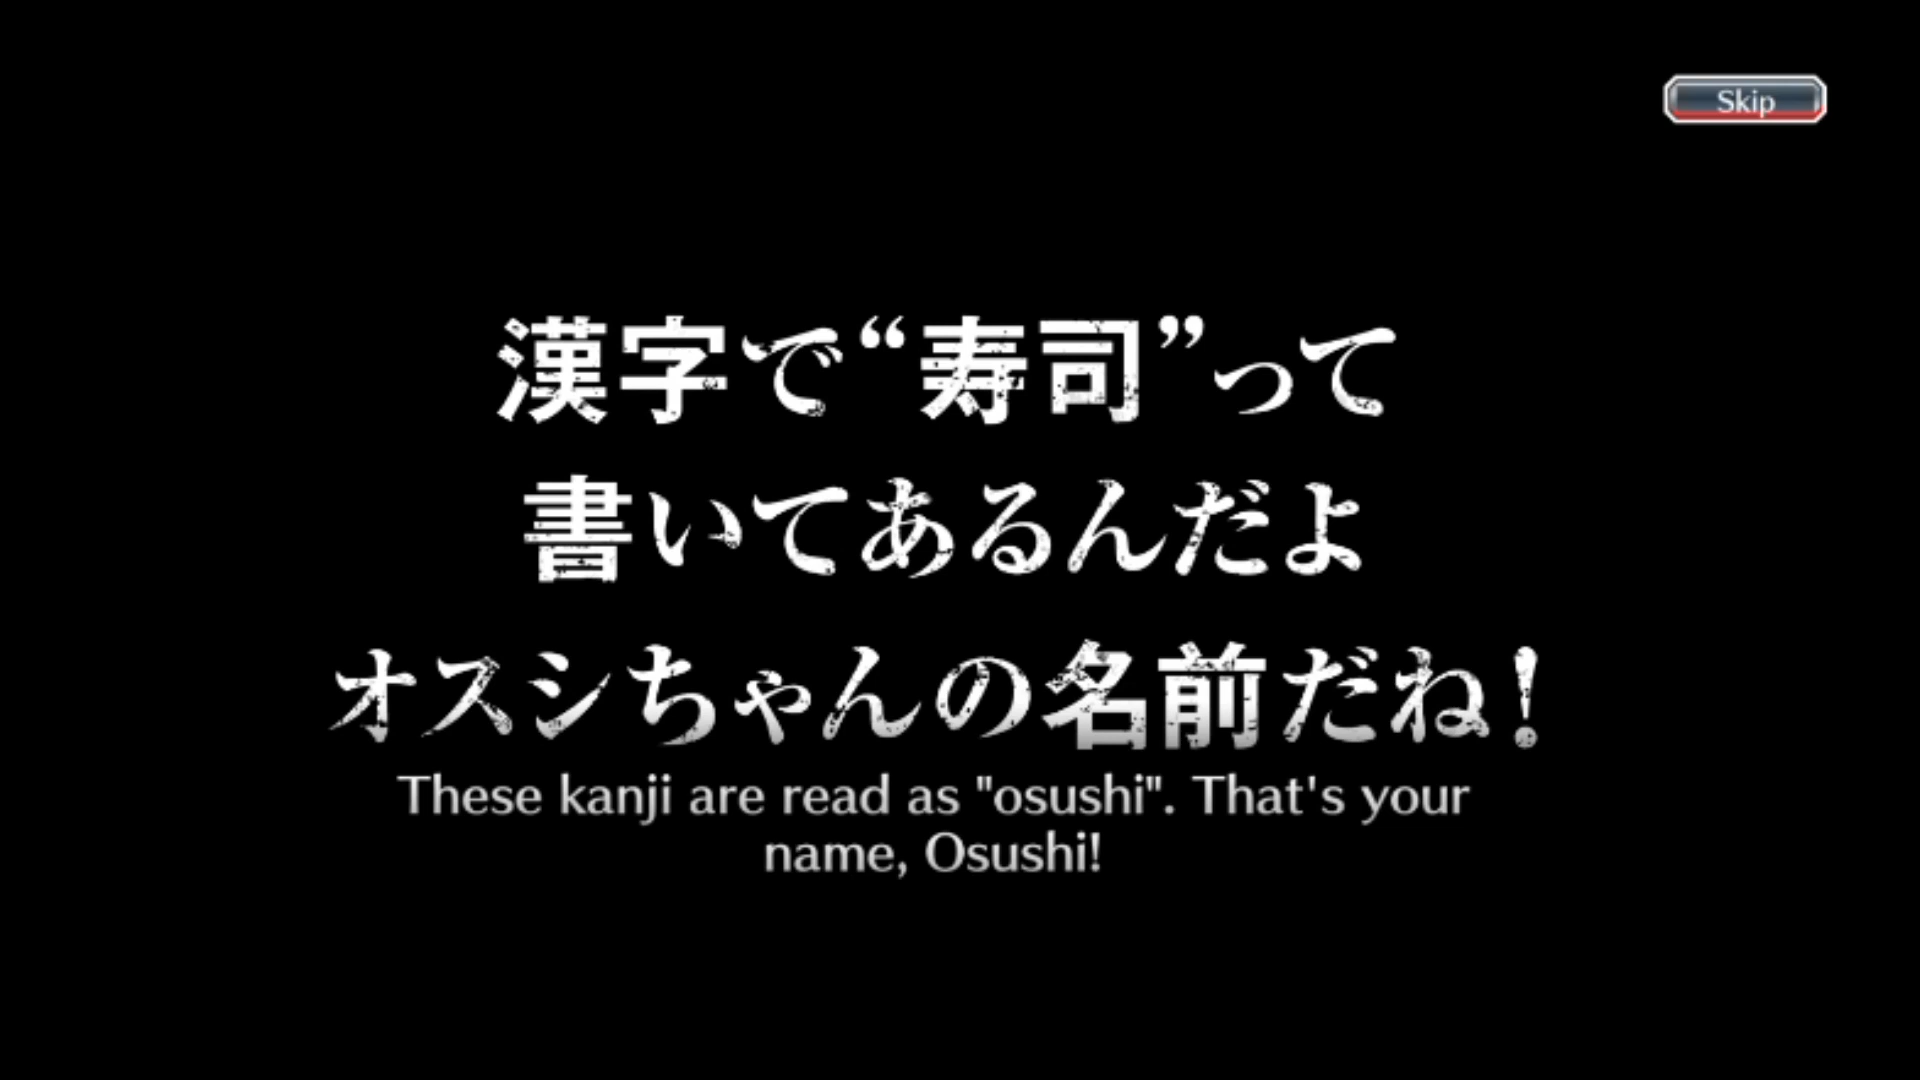 Skip
漢字で“寿司”って
書いてあるんだよ
オスシちゃんの名前だね！
These kanji are read as "osushi". That's your
name, Osushi!